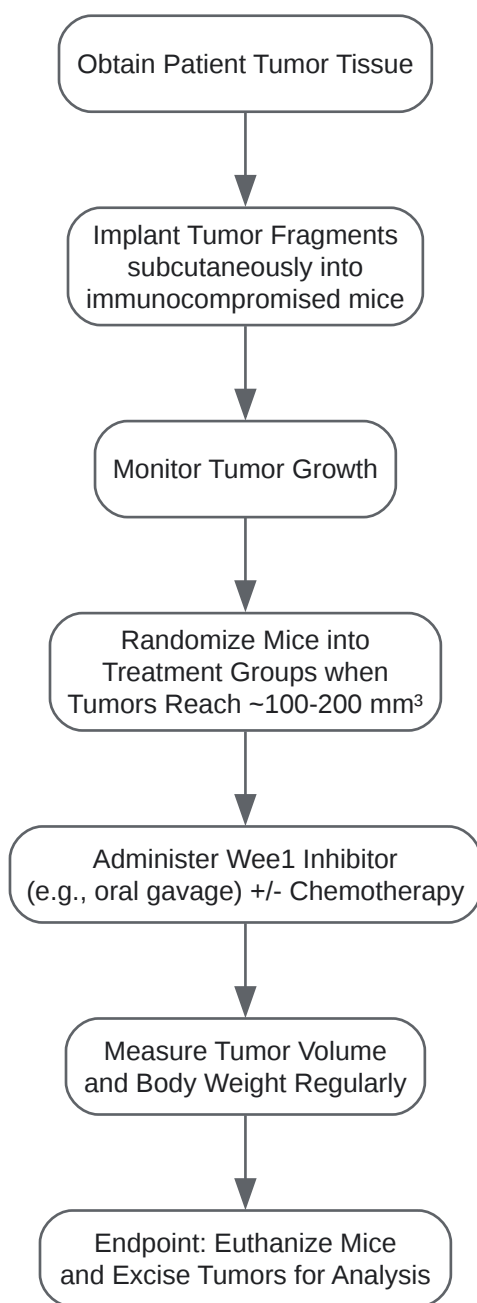 Obtain Patient Tumor Tissue
Implant Tumor Fragments
subcutaneously into
immunocompromised mice
Monitor Tumor Growth
Randomize Mice into
Treatment Groups when
Tumors Reach ~100-200 mm³
Administer Wee1 Inhibitor
(e.g., oral gavage) +/- Chemotherapy
Measure Tumor Volume
and Body Weight Regularly
Endpoint: Euthanize Mice
and Excise Tumors for Analysis